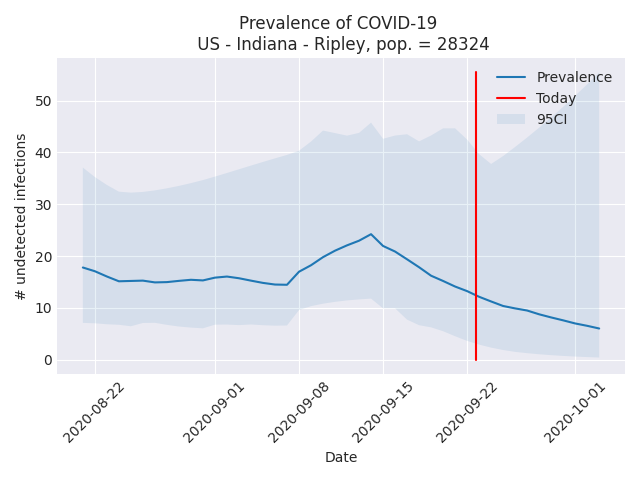 Prevalence of COVID-19
US - Indiana - Ripley, pop. = 28324
Prevalence
Today
95CI
# undetected infections
50
40
30
20
10
0
2020-08-22
2020-09-01
2020-09-08
2020-09-15
2020-09-22
2020-10-01
Date